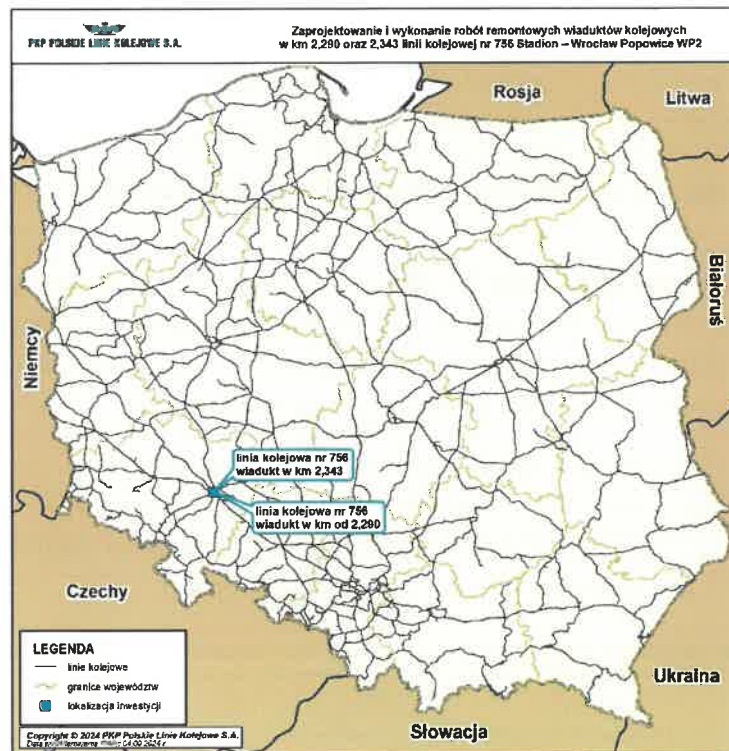 PKP POLSKIE LINIE KOLEJOWE S.A.
Zaprojektowanie i wykonanie robót remontowych wiaduktów kolejowych
w km 2,290 oraz 2,343 linii kolejowej nr 756 Stadion – Wrocław Popowice WP2
Rosja
Litwa
Białoruś
Niemcy
linia kolejowa nr 756
wiadukt w km 2,343
linia kolejowa nr 756
wiadukt w km od 2,290
Czechy
LEGENDA
linie kolejowe
granice województw
lokalizacja inwestycji
Ukraina
Słowacja
Copyright © 2024 PKP Polskie Linie Kolejowe S.A.
04.09.2024 r.